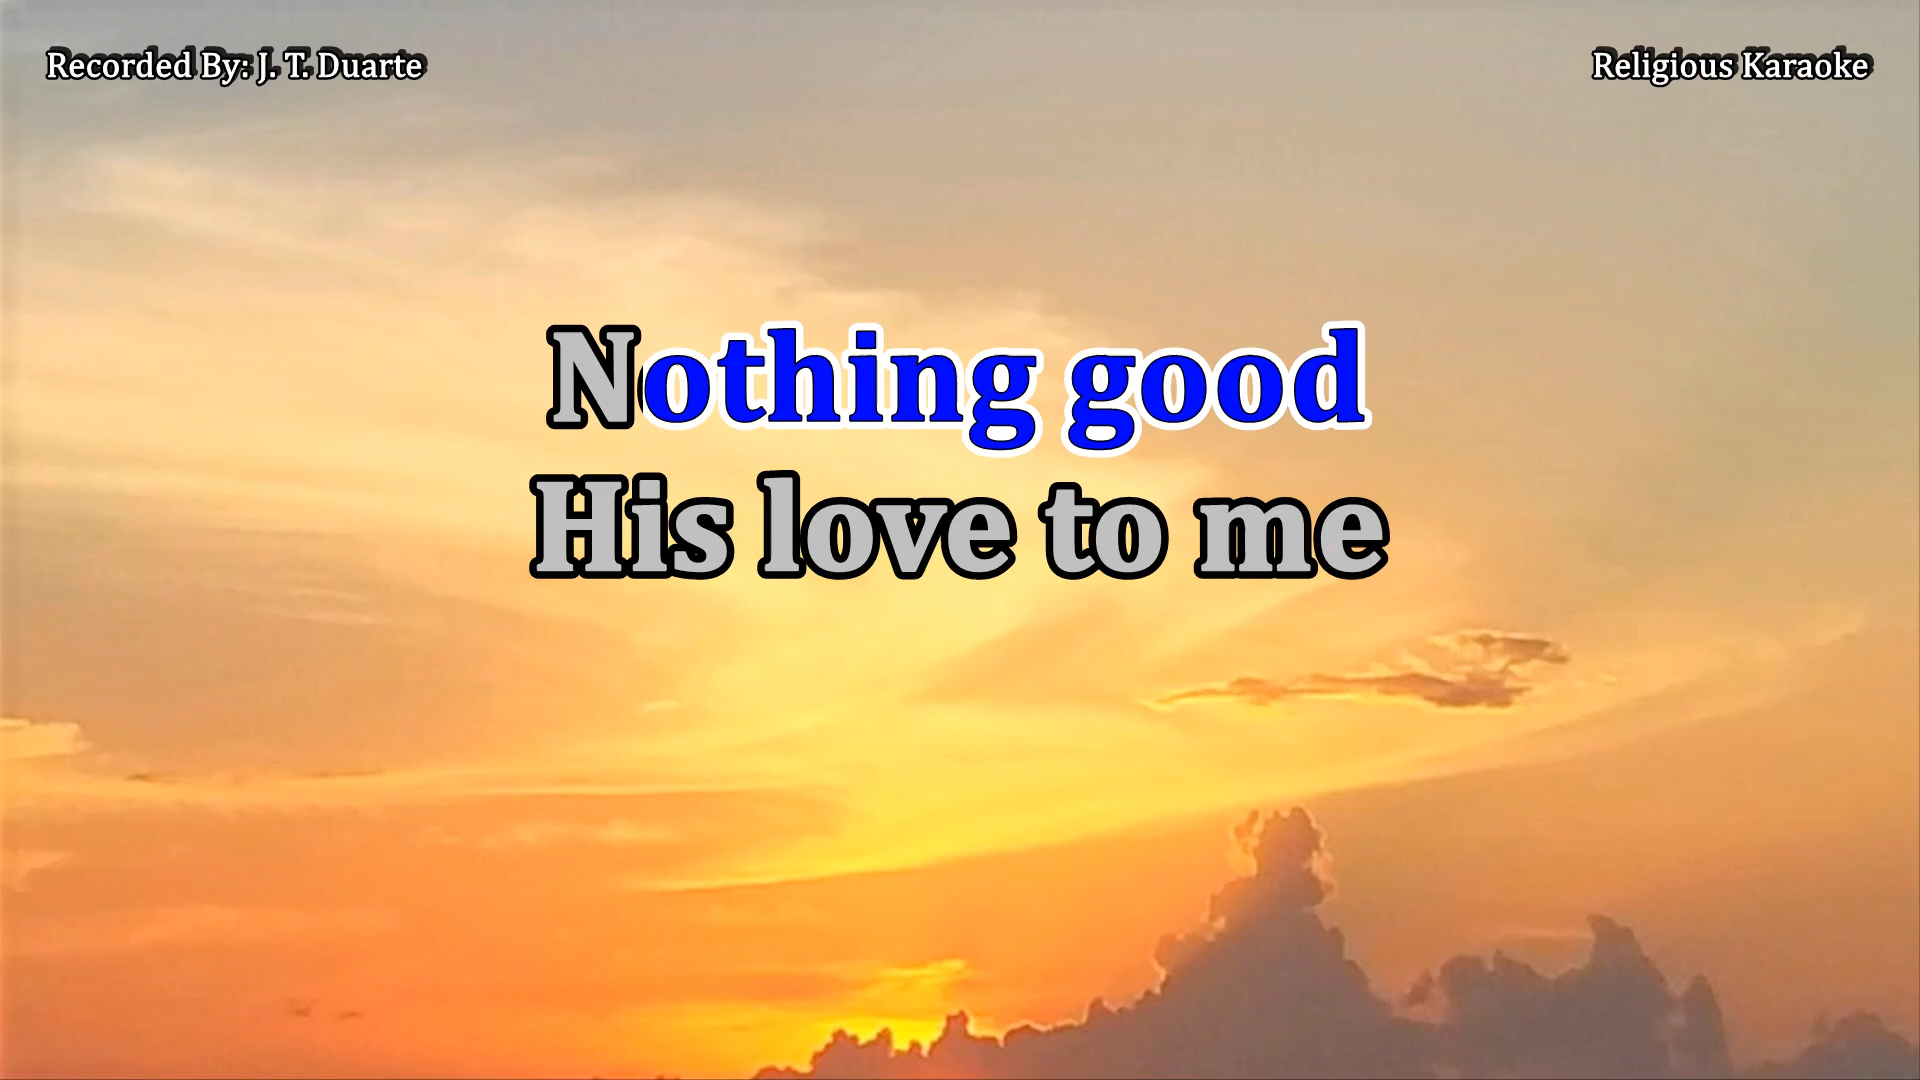 Recorded By: J. T. Duarte
Religious Karaoke
Nothing good
His love to me